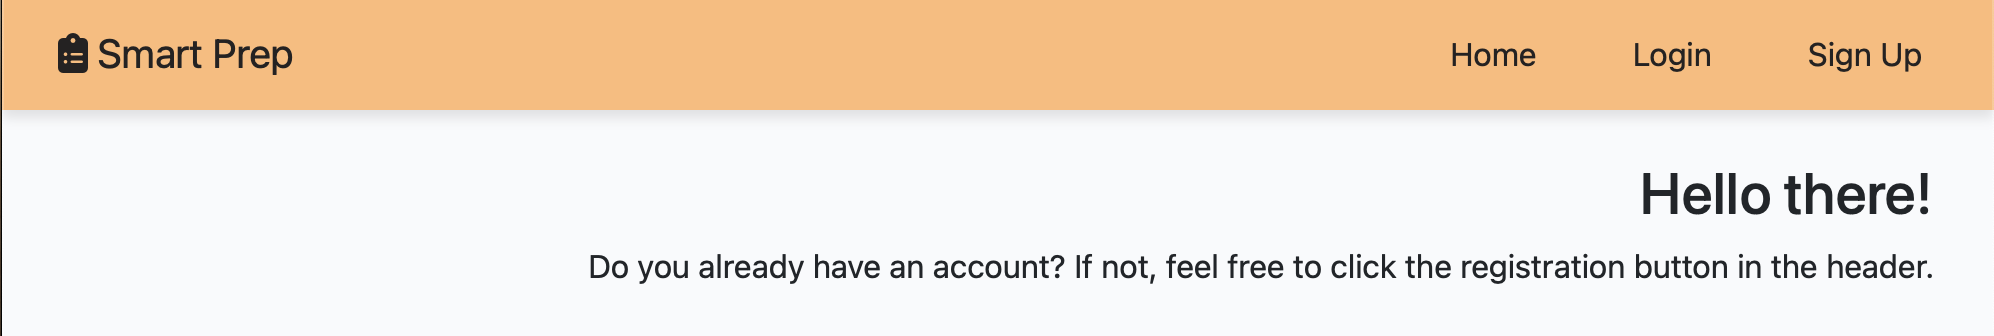 Smart Prep
Home Login Sign Up
Hello there!
Do you already have an account? If not, feel free to click the registration button in the header.